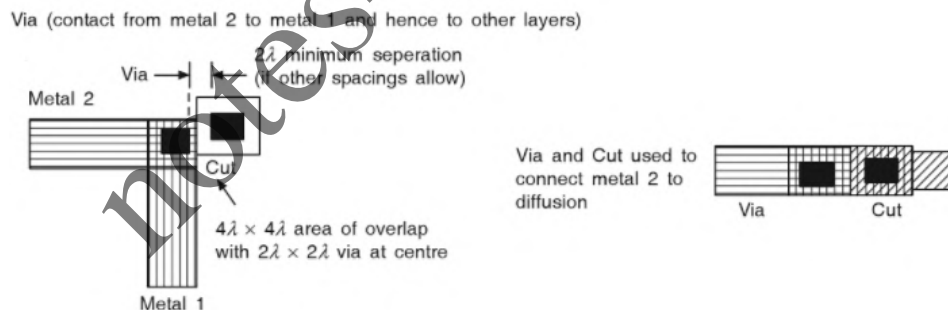 Via (contact from metal 2 to metal 1 and hence to other layers)
2λ minimum seperation
Via
(if other spacings allow)
Metal 2
Cut
4λ × 4λ area of overlap
with 2λ × 2λ via at centre
Metal 1
Via and Cut used to
connect metal 2 to
diffusion
Via
Cut
notes